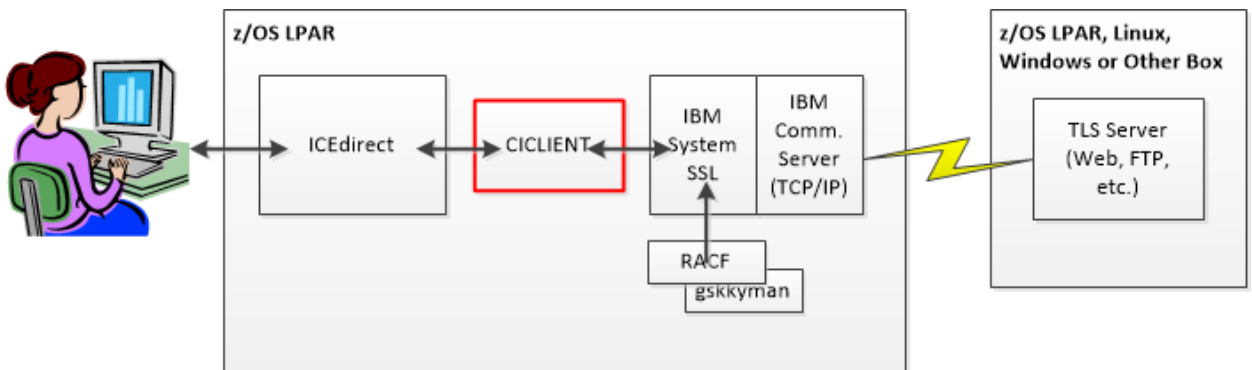 z/OS LPAR
ICEdirect
CICLIENT
IBM
System
SSL
IBM
Comm.
Server
(TCP/IP)
RACF
gskkyman
z/OS LPAR, Linux,
Windows or Other Box
TLS Server
(Web, FTP,
etc.)